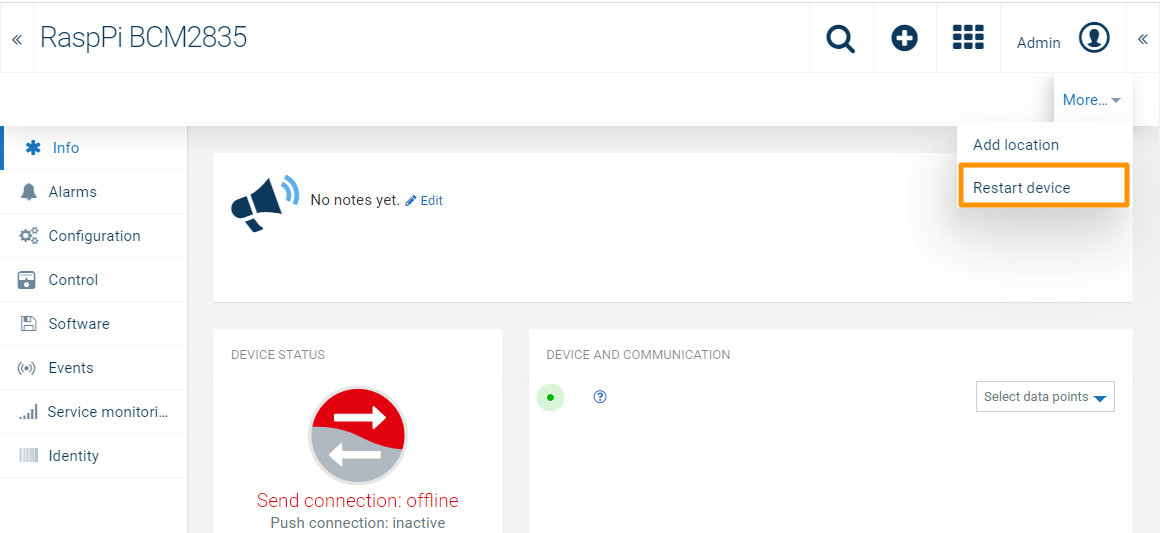 RaspPi BCM2835
Admin
More...
Add location
Restart device
Info
Alarms
Configuration
Control
Software
Events
Service monitori...
Identity
No notes yet. Edit
DEVICE STATUS
Send connection: offline
Push connection: inactive
DEVICE AND COMMUNICATION
Select data points